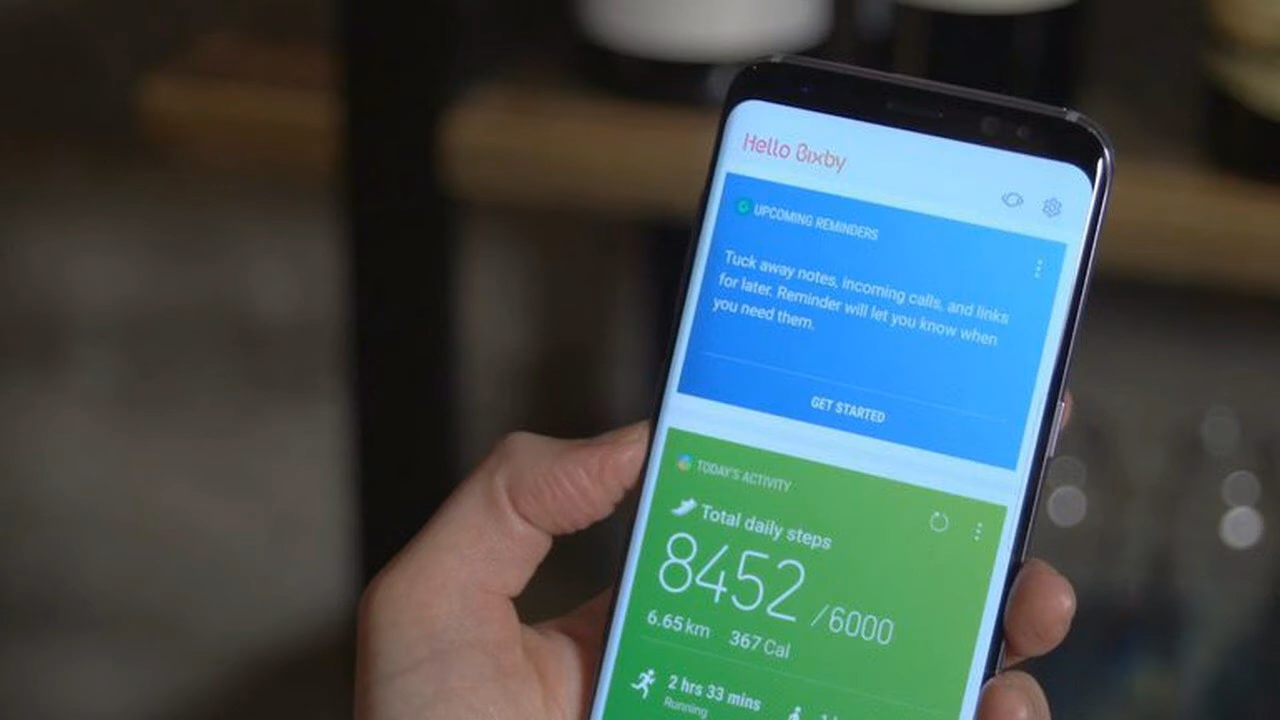 Hello Bixby
UPCOMING REMINDERS
Tuck away notes, incoming calls, and links
for later. Reminder will let you know when
you need them.
GET STARTED
TODAY'S ACTIVITY
Total daily steps
8452 /6000
6.65 km 367 Cal
2 hrs 33 mins
Running